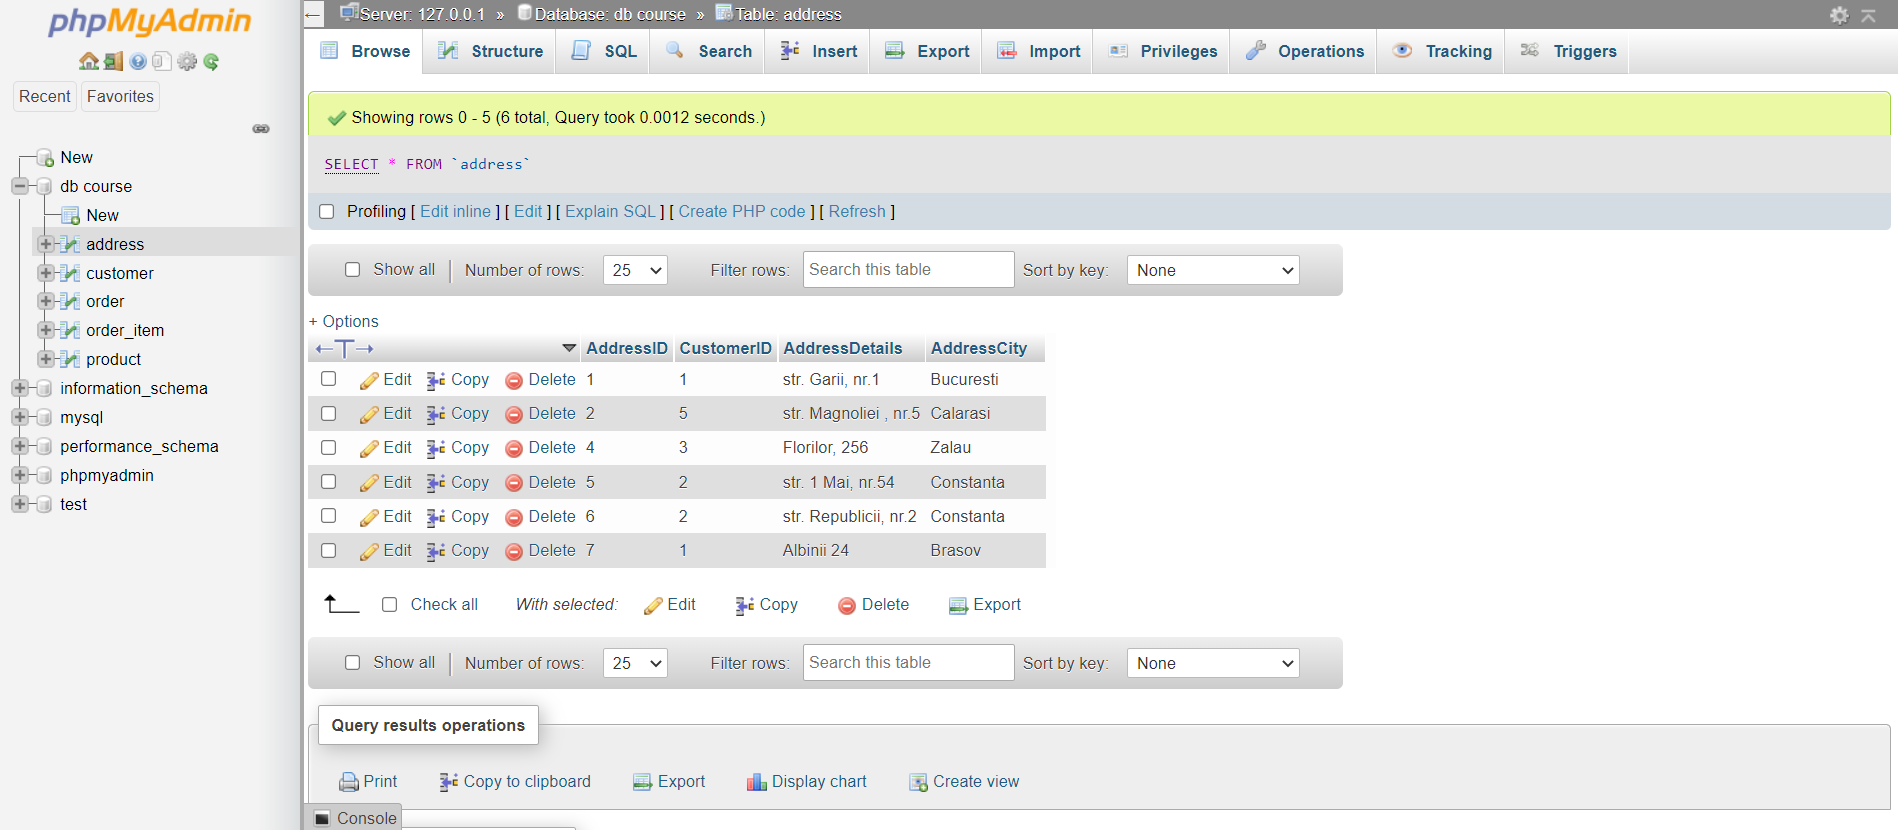 phpMyAdmin
Recent Favorites
New
db course
New
address
customer
order
order_item
product
information_schema
mysql
performance_schema
phpmyadmin
test
Server: 127.0.0.1 » Database: db course » Table: address
Browse Structure SQL Search Insert Export Import Privileges Operations Tracking Triggers
Showing rows 0 - 5 (6 total, Query took 0.0012 seconds.)
SELECT * FROM `address`
Profiling [ Edit inline ] [ Edit ] [ Explain SQL ] [ Create PHP code ] [ Refresh ]
Show all | Number of rows: 25 Filter rows: Search this table Sort by key: None
+ Options
←T→ AddressID CustomerID AddressDetails AddressCity
Edit Copy Delete 1 1 str. Garii, nr.1 Bucuresti
Edit Copy Delete 2 5 str. Magnoliei , nr.5 Calarasi
Edit Copy Delete 4 3 Florilor, 256 Zalau
Edit Copy Delete 5 2 str. 1 Mai, nr.54 Constanta
Edit Copy Delete 6 2 str. Republicii, nr.2 Constanta
Edit Copy Delete 7 1 Albinii 24 Brasov
Check all With selected: Edit Copy Delete Export
Show all | Number of rows: 25 Filter rows: Search this table Sort by key: None
Query results operations
Print Copy to clipboard Export Display chart Create view
Console